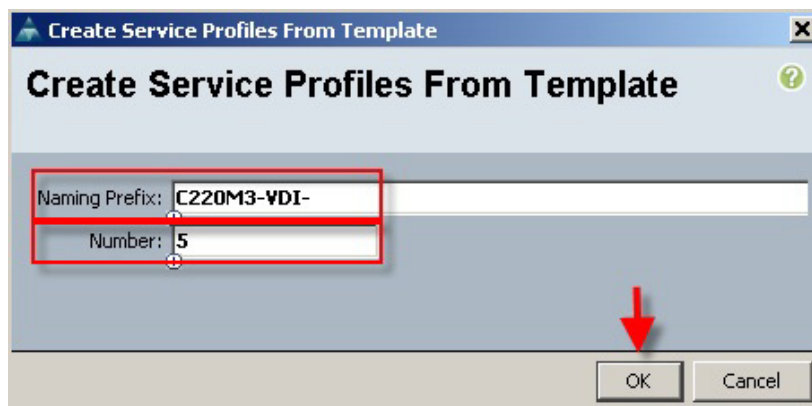 Create Service Profiles From Template
Create Service Profiles From Template
Naming Prefix: C220M3-VDI-
Number: 5
OK Cancel